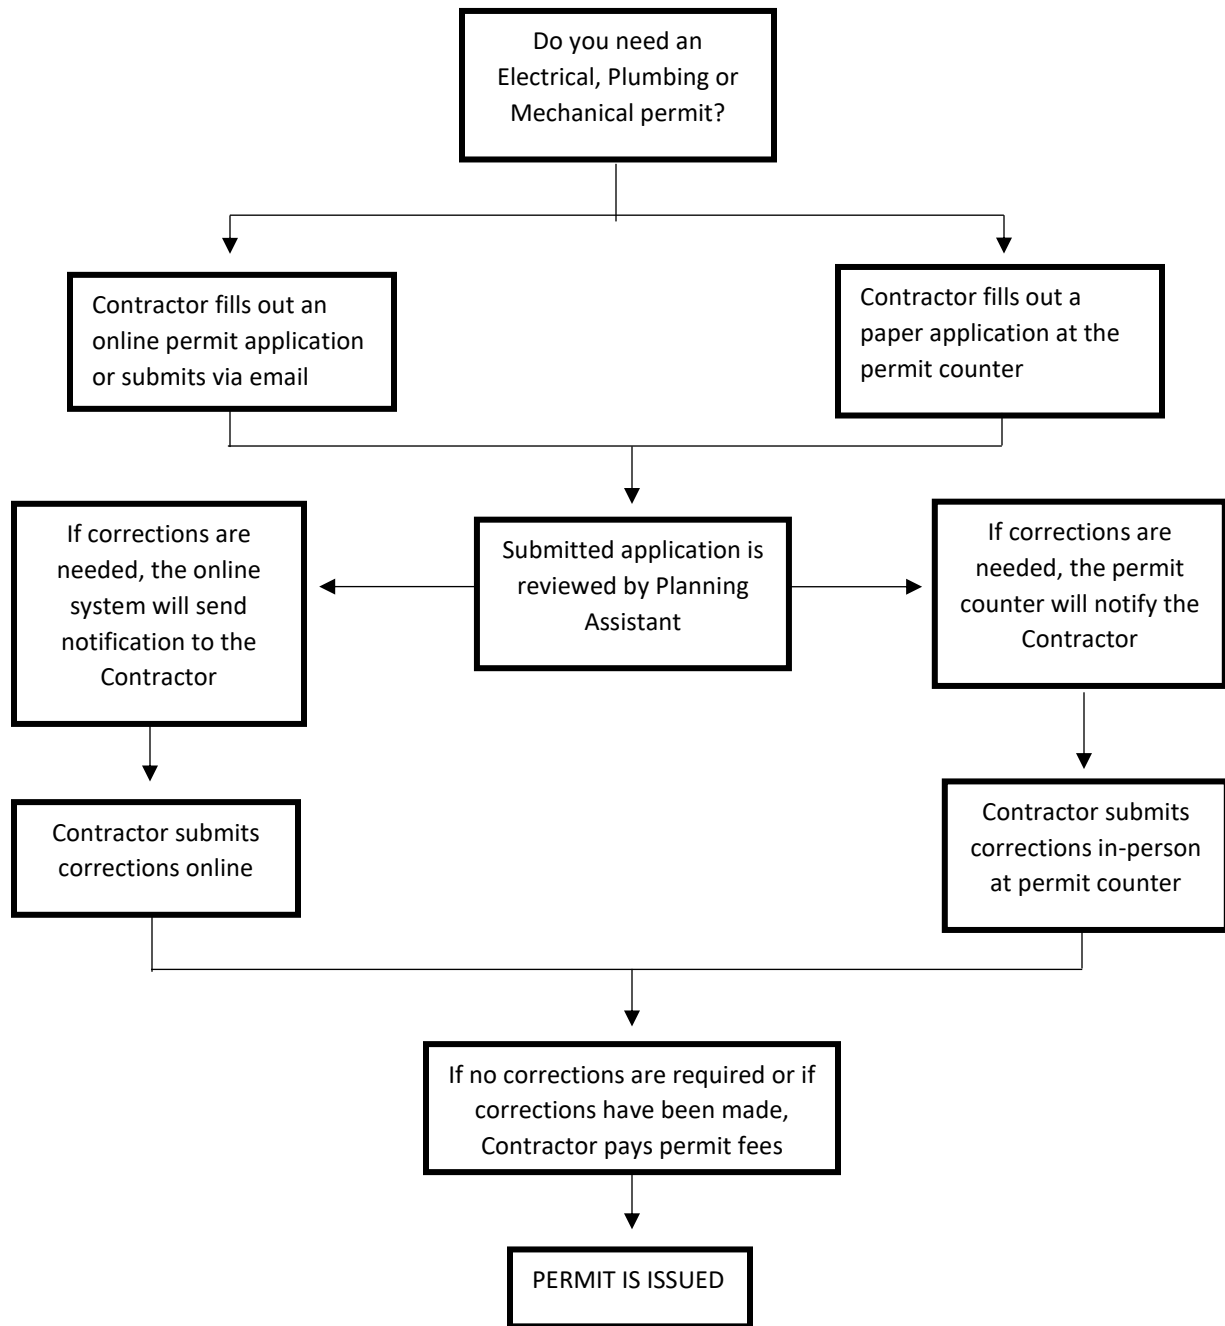 Do you need an
Electrical, Plumbing or
Mechanical permit?
Contractor fills out an
online permit application
or submits via email
Contractor fills out a
paper application at the
permit counter
If corrections are
needed, the online
system will send
notification to the
Contractor
Submitted application is
reviewed by Planning
Assistant
If corrections are
needed, the permit
counter will notify the
Contractor
Contractor submits
corrections online
Contractor submits
corrections in-person
at permit counter
If no corrections are required or if
corrections have been made,
Contractor pays permit fees
PERMIT IS ISSUED